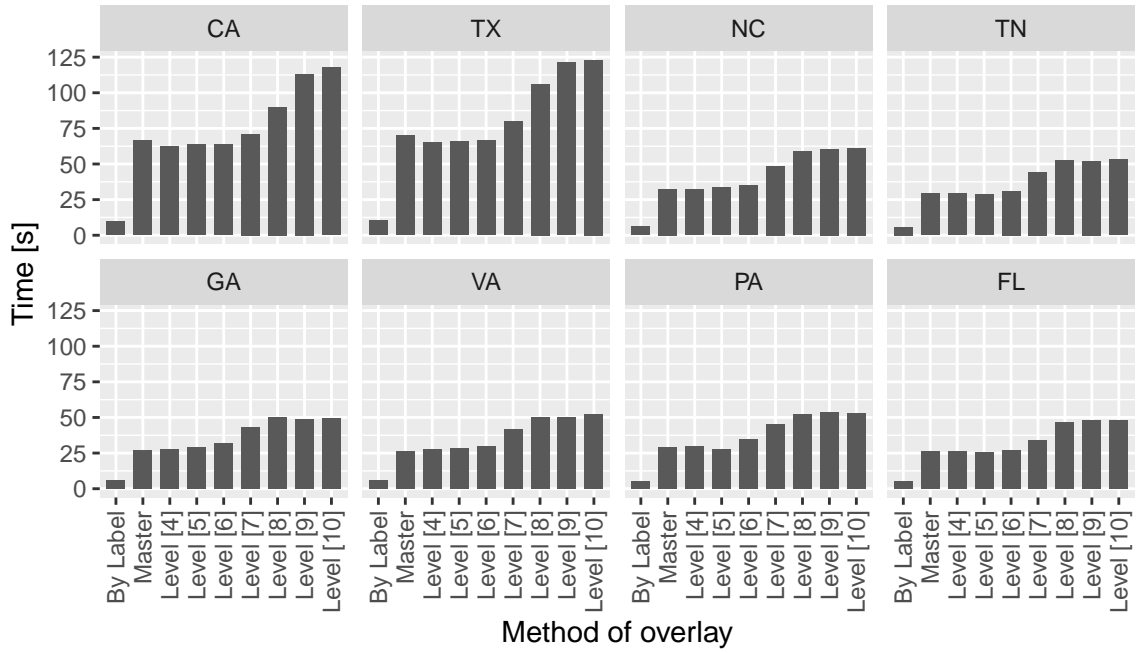 CA TX NC TN
125
100
75
50
25
0
GA VA PA FL
125
100
75
50
25
0
Time [s]
By Label Master Level [4] Level [5] Level [6] Level [7] Level [8] Level [9] Level [10] By Label Master Level [4] Level [5] Level [6] Level [7] Level [8] Level [9] Level [10] By Label Master Level [4] Level [5] Level [6] Level [7] Level [8] Level [9] Level [10] By Label Master Level [4] Level [5] Level [6] Level [7] Level [8] Level [9] Level [10]
Method of overlay